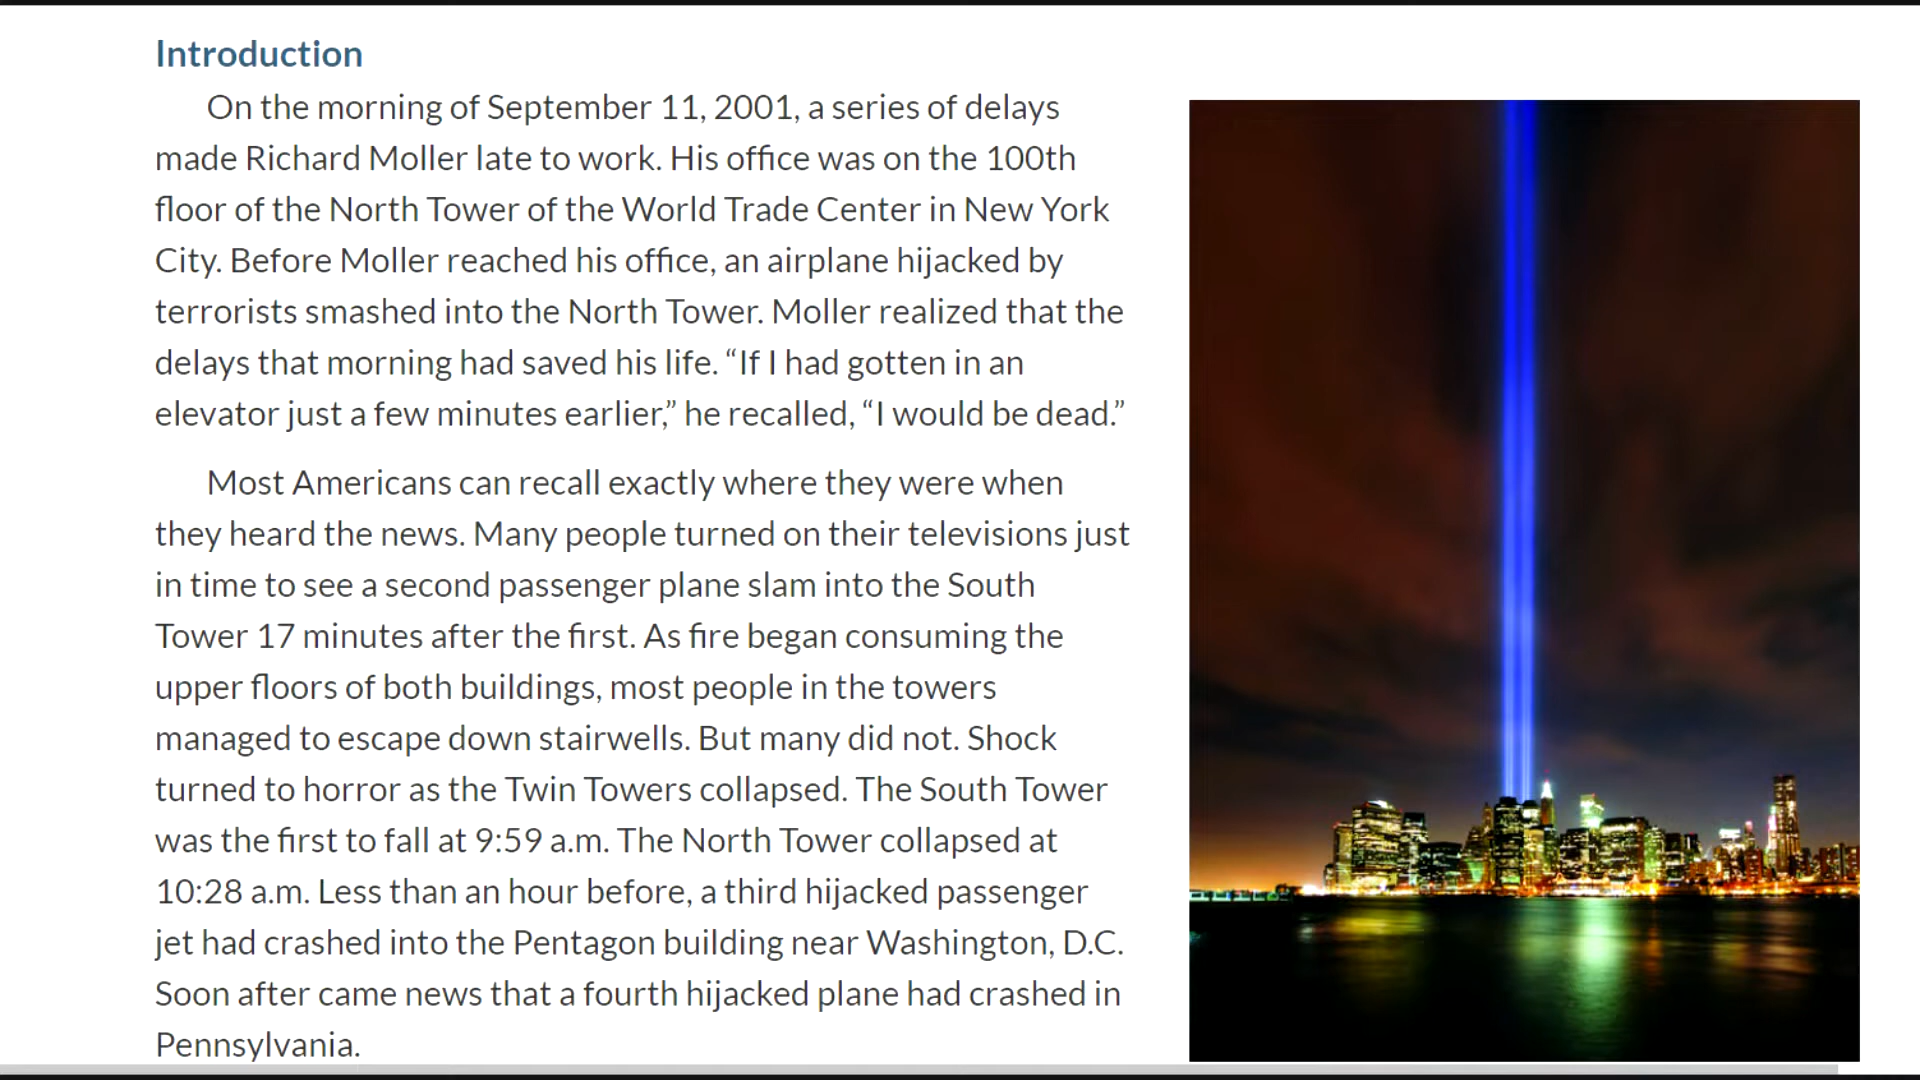 Introduction
On the morning of September 11, 2001, a series of delays
made Richard Moller late to work. His office was on the 100th
floor of the North Tower of the World Trade Center in New York
City. Before Moller reached his office, an airplane hijacked by
terrorists smashed into the North Tower. Moller realized that the
delays that morning had saved his life. “If I had gotten in an
elevator just a few minutes earlier,” he recalled, “I would be dead.”
Most Americans can recall exactly where they were when
they heard the news. Many people turned on their televisions just
in time to see a second passenger plane slam into the South
Tower 17 minutes after the first. As fire began consuming the
upper floors of both buildings, most people in the towers
managed to escape down stairwells. But many did not. Shock
turned to horror as the Twin Towers collapsed. The South Tower
was the first to fall at 9:59 a.m. The North Tower collapsed at
10:28 a.m. Less than an hour before, a third hijacked passenger
jet had crashed into the Pentagon building near Washington, D.C.
Soon after came news that a fourth hijacked plane had crashed in
Pennsylvania.